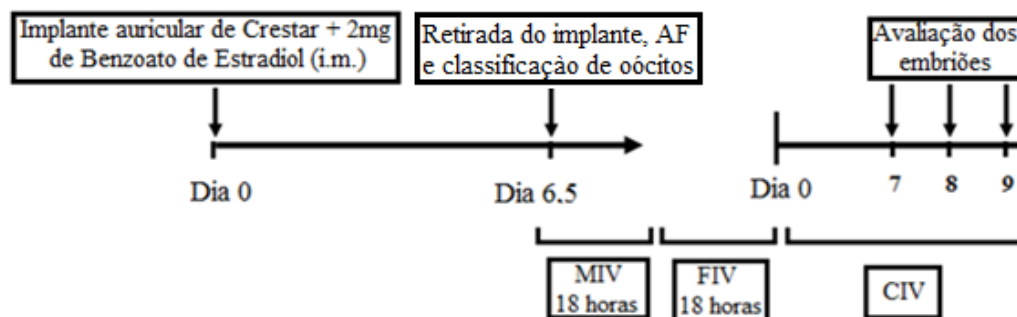 Implante auricular de Crestar + 2mg
de Benzoato de Estradiol (i.m.)
Retirada do implante, AF
e classificação de oócitos
Avaliação dos
embriões
Dia 0
Dia 6.5
Dia 0
7
8
9
MIV
18 horas
FIV
18 horas
CIV